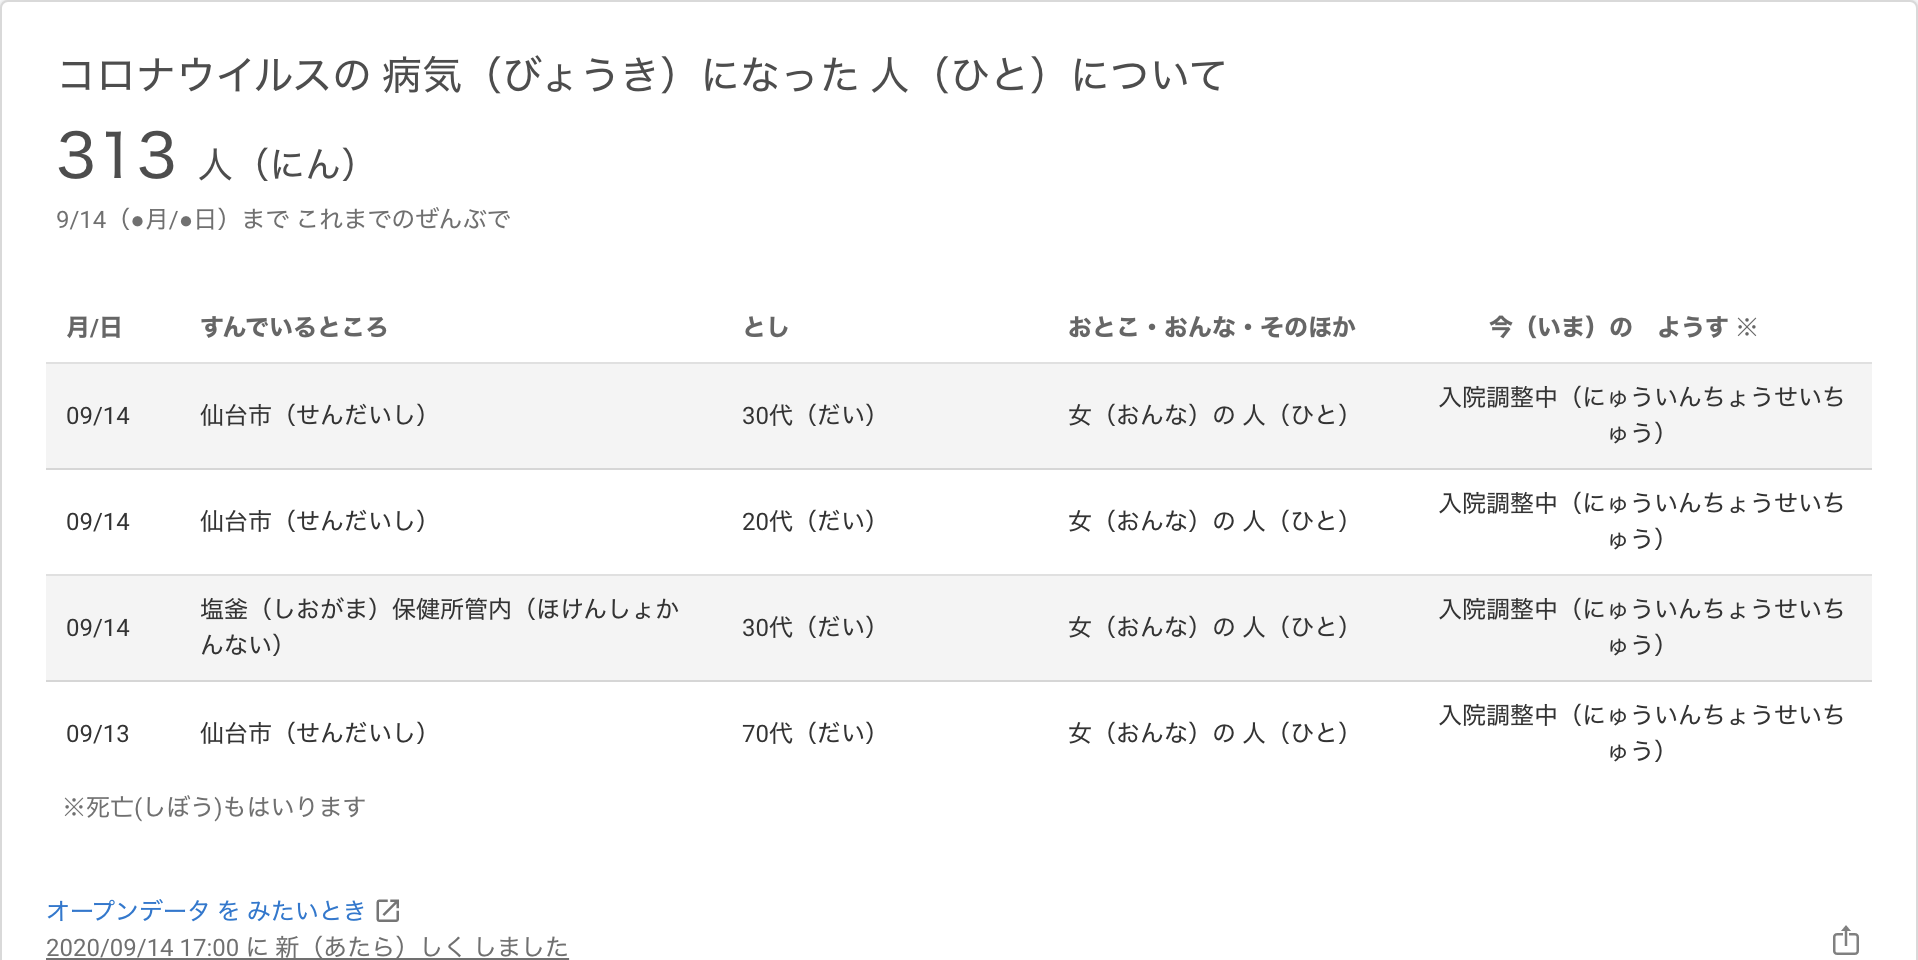 コロナウイルスの 病気（びょうき）になった 人（ひと）について
313 人（にん）
9/14（●月/●日）まで これまでのぜんぶで
月/日 すんでいるところ とし おとこ・おんな・そのほか 今（いま）の　ようす ※
09/14 仙台市（せんだいし） 30代（だい） 女（おんな）の 人（ひと） 入院調整中（にゅういんちょうせいち
ゅう）
09/14 仙台市（せんだいし） 20代（だい） 女（おんな）の 人（ひと） 入院調整中（にゅういんちょうせいち
ゅう）
09/14 塩釜（しおがま）保健所管内（ほけんしょか
んない） 30代（だい） 女（おんな）の 人（ひと） 入院調整中（にゅういんちょうせいち
ゅう）
09/13 仙台市（せんだいし） 70代（だい） 女（おんな）の 人（ひと） 入院調整中（にゅういんちょうせいち
ゅう）
※死亡(しぼう)もはいります
オープンデータ を みたいとき
2020/09/14 17:00 に 新（あたら）しく しました